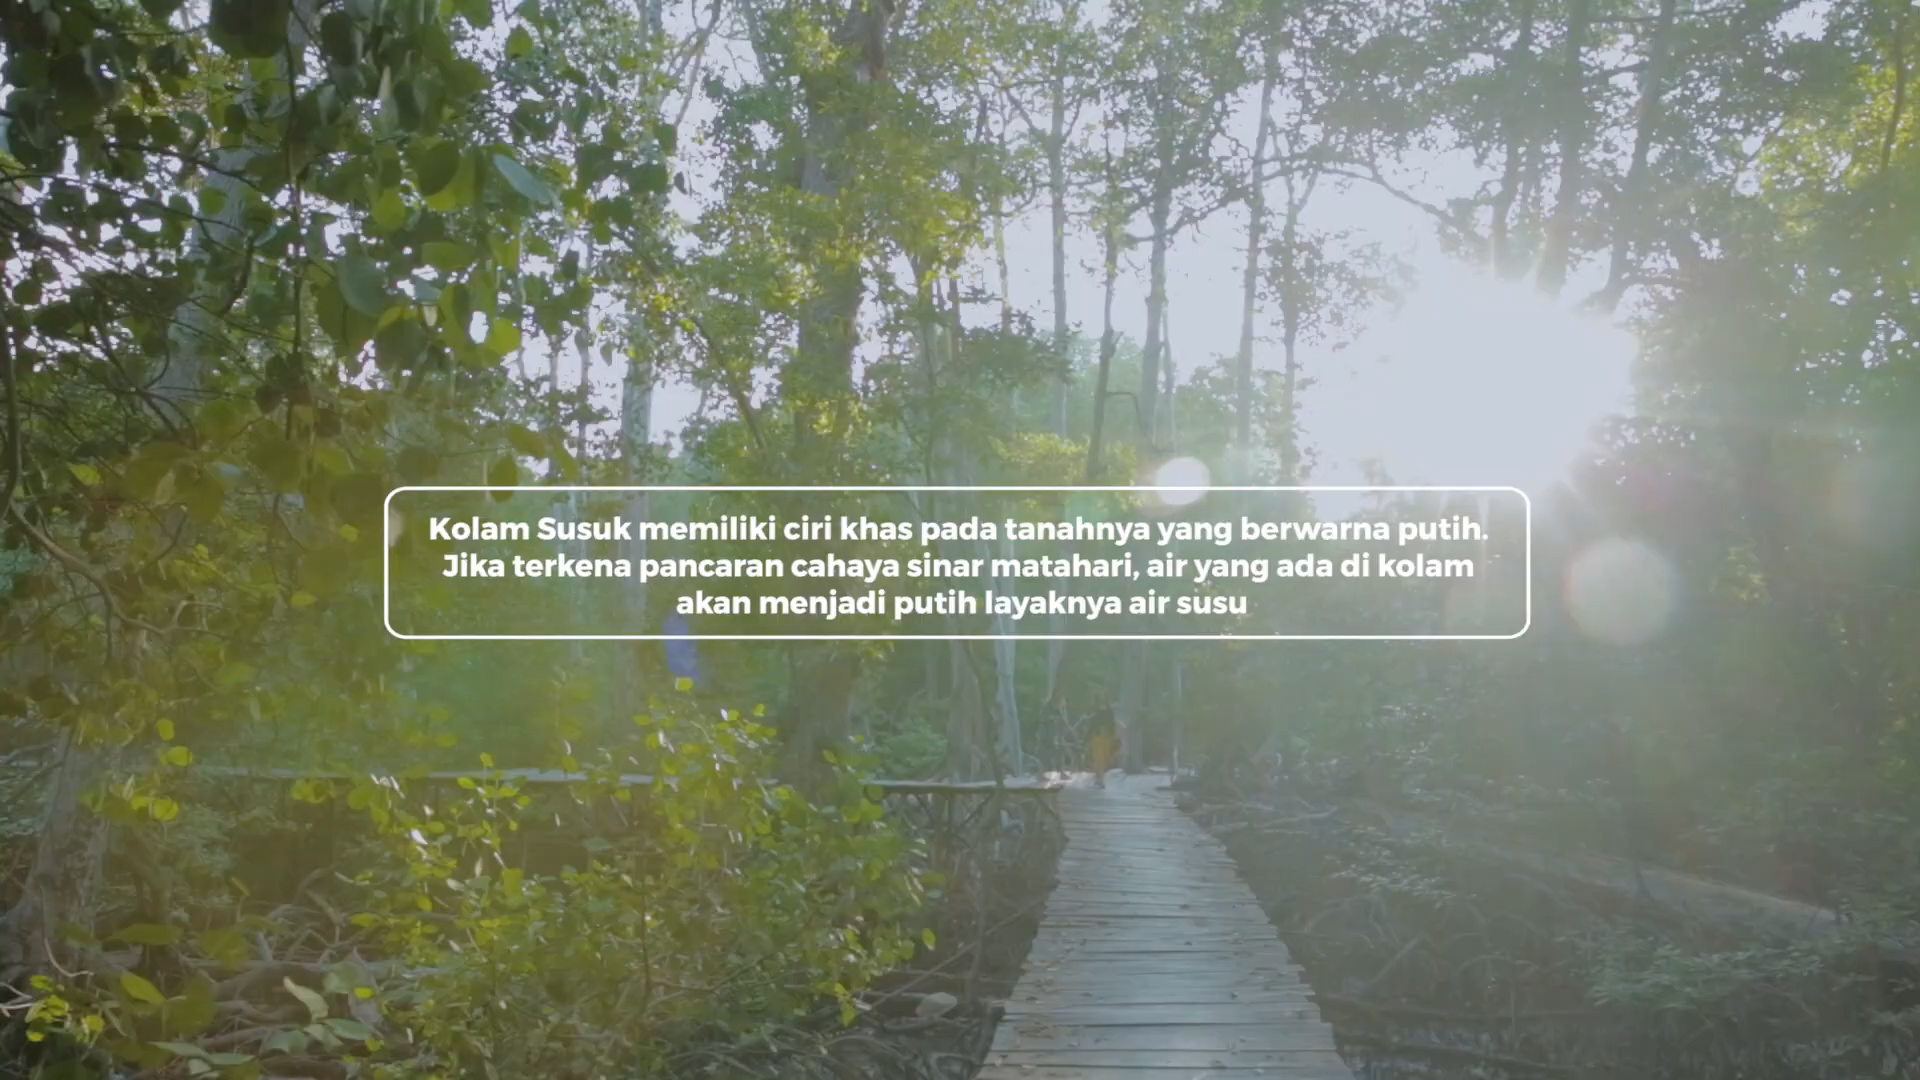 Kolam Susuk memiliki ciri khas pada tanahnya yang berwarna putih.
Jika terkena pancaran cahaya sinar matahari, air yang ada di kolam
akan menjadi putih layaknya air susu